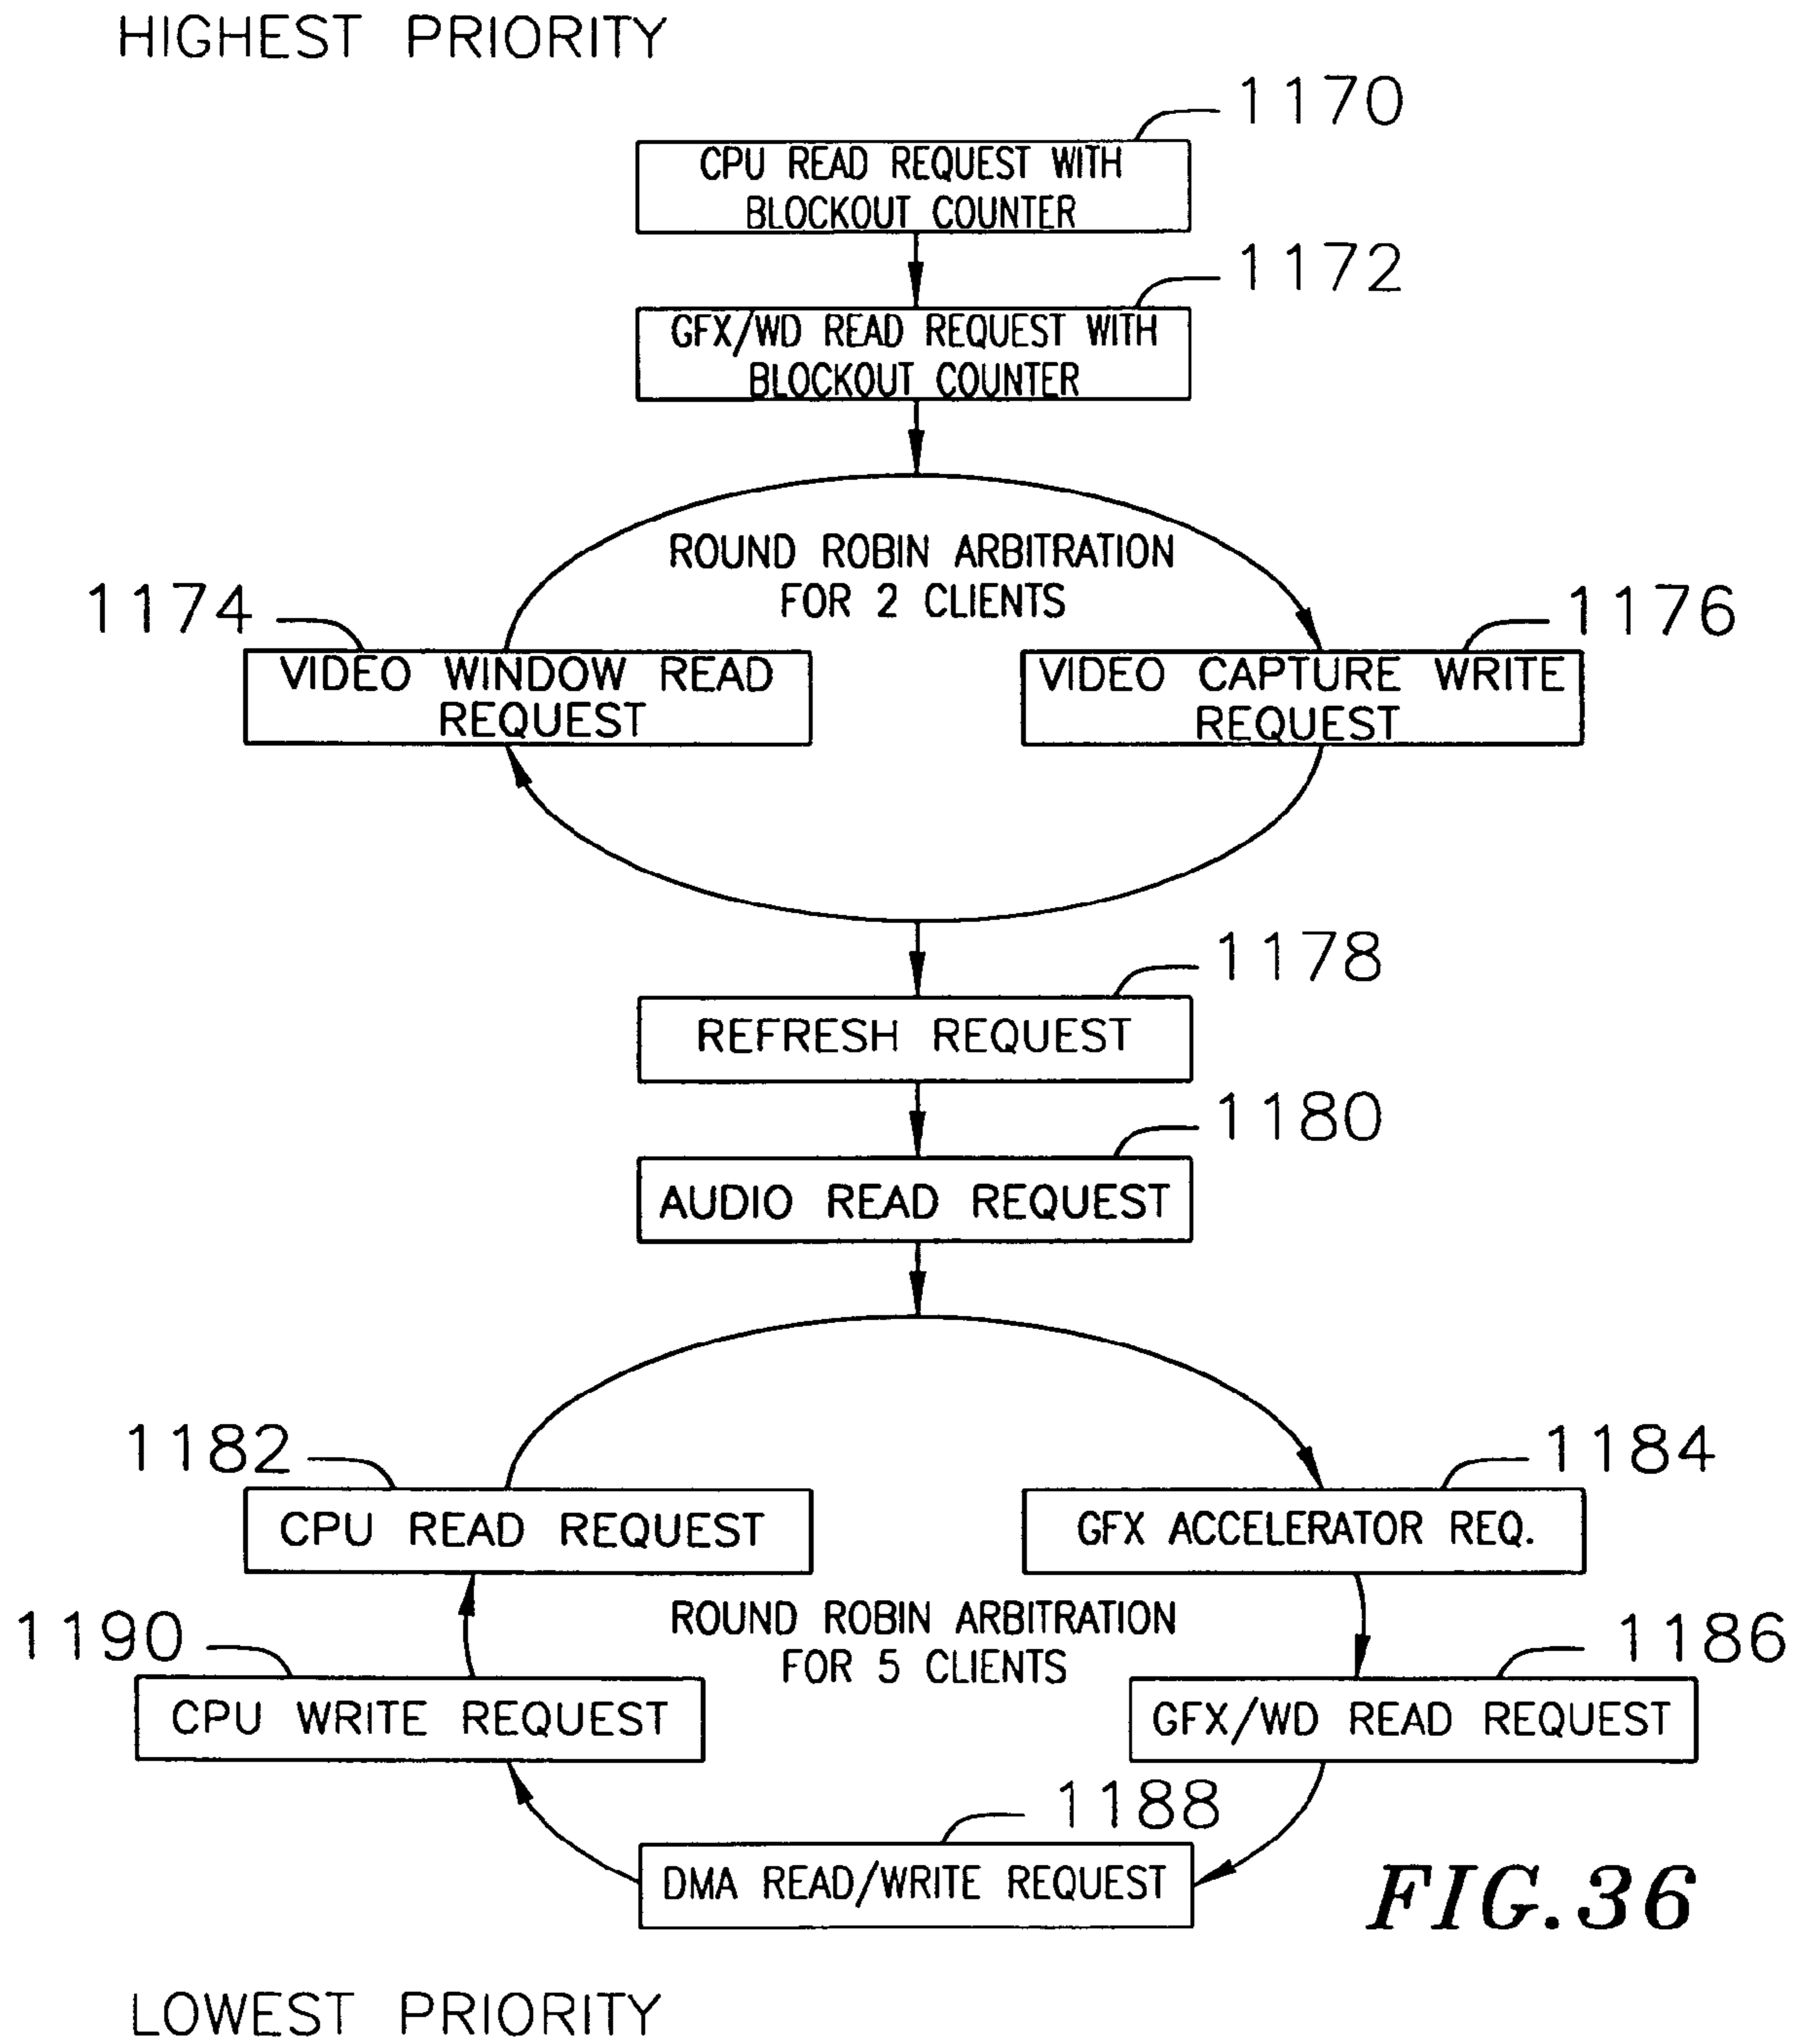 HIGHEST PRIORITY
1170
CPU READ REQUEST WITH
BLOCKOUT COUNTER
1172
GFX/WD READ REQUEST WITH
BLOCKOUT COUNTER
ROUND ROBIN ARBITRATION
FOR 2 CLIENTS
1174
1176
VIDEO WINDOW READ
REQUEST
VIDEO CAPTURE WRITE
REQUEST
1178
REFRESH REQUEST
1180
AUDIO READ REQUEST
1182
1184
CPU READ REQUEST
GFX ACCELERATOR REQ.
ROUND ROBIN ARBITRATION
FOR 5 CLIENTS
1190
1186
CPU WRITE REQUEST
GFX/WD READ REQUEST
1188
DMA READ/WRITE REQUEST
FIG.36
LOWEST PRIORITY